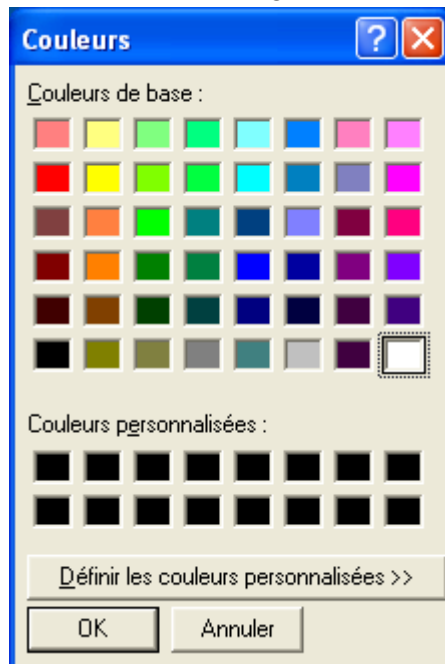 Couleurs
Couleurs de base :
Couleurs personnalisées :
Définir les couleurs personnalisées >>
OK
Annuler